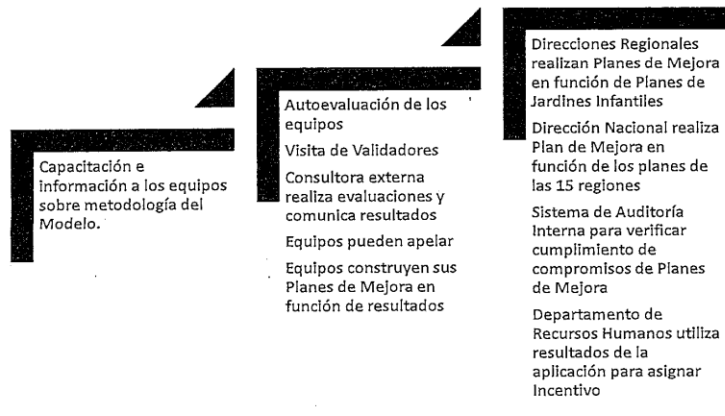 Capacitación e
información a los equipos
sobre metodología del
Modelo.
Autoevaluación de los
equipos
Visita de Validadores
Consultora externa
realiza evaluaciones y
comunica resultados
Equipos pueden apelar
Equipos construyen sus
Planes de Mejora en
función de resultados
Direcciones Regionales
realizan Planes de Mejora
en función de Planes de
Jardines Infantiles
Dirección Nacional realiza
Plan de Mejora en
función de los planes de
las 15 regiones
Sistema de Auditoría
Interna para verificar
cumplimiento de
compromisos de Planes
de Mejora
Departamento de
Recursos Humanos utiliza
resultados de la
aplicación para asignar
Incentivo